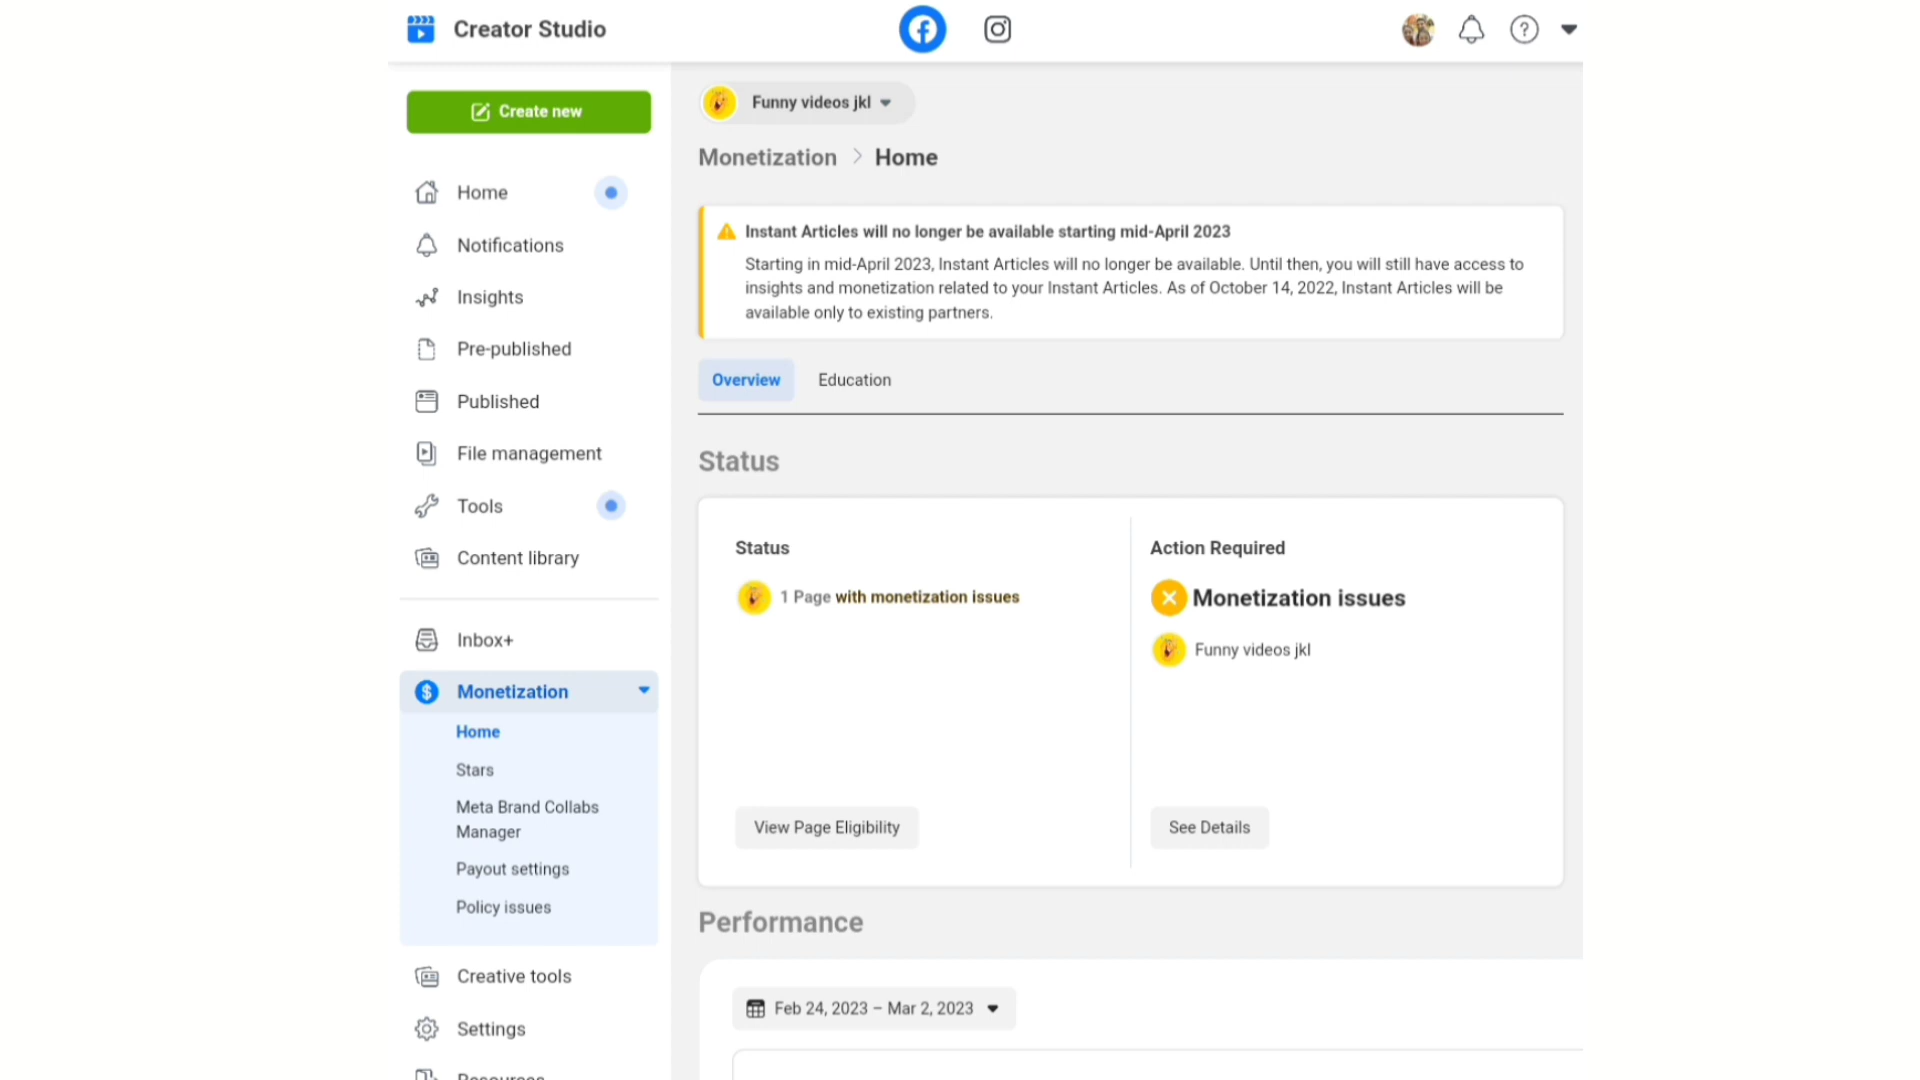 Creator Studio
Create new
Home
Notifications
Insights
Pre-published
Published
File management
Tools
Content library
Inbox+
Monetization
Home
Stars
Meta Brand Collabs
Manager
Payout settings
Policy issues
Creative tools
Settings
Resources
Funny videos jkl
Monetization > Home
Instant Articles will no longer be available starting mid-April 2023
Starting in mid-April 2023, Instant Articles will no longer be available. Until then, you will still have access to
insights and monetization related to your Instant Articles. As of October 14, 2022, Instant Articles will be
available only to existing partners.
Overview Education
Status
Status
1 Page with monetization issues
View Page Eligibility
Action Required
Monetization issues
Funny videos jkl
See Details
Performance
Feb 24, 2023 – Mar 2, 2023